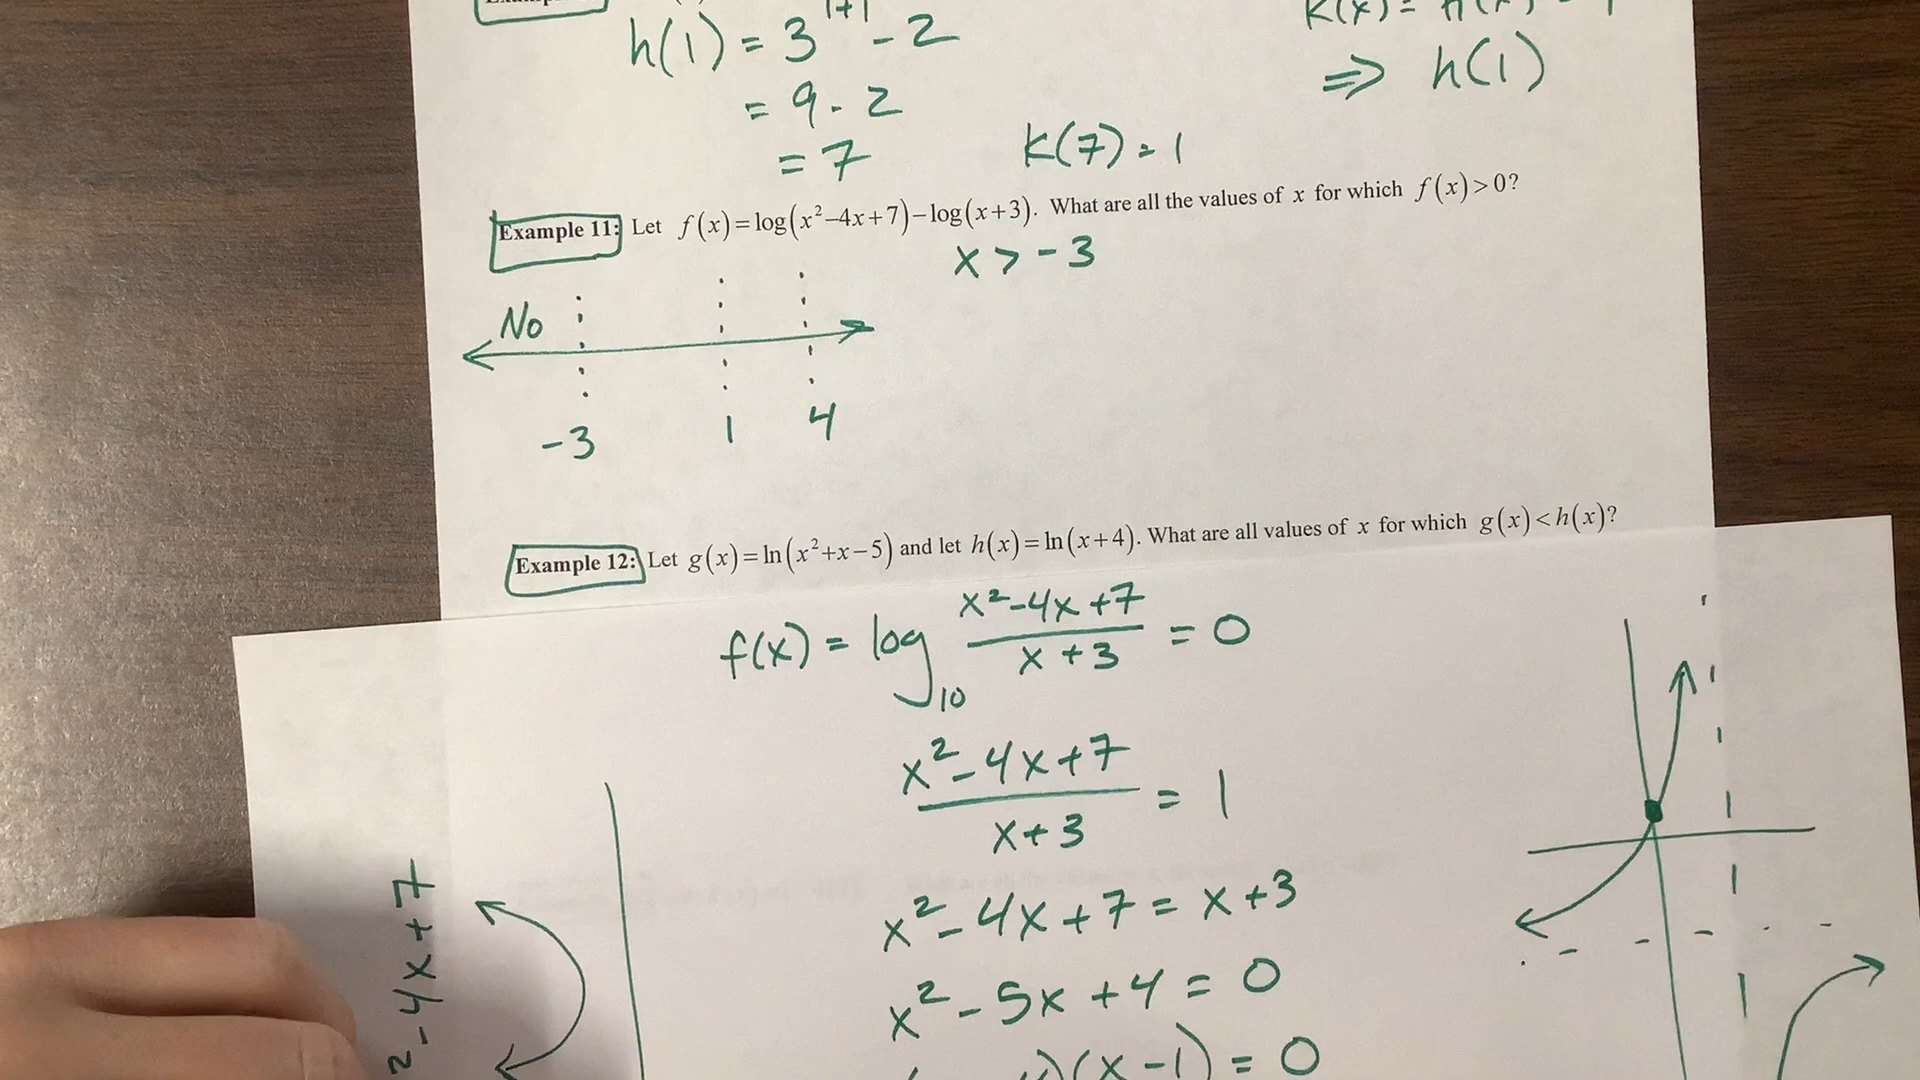 h(1) = 3^(1+1) - 2
= 9 - 2
= 7
k(7) = 1
⇒ h(1)
Example 11: Let f(x)=log(x²–4x+7)–log(x+3). What are all the values of x for which f(x)>0?
x > -3
No
-3 1 4
Example 12: Let g(x)=ln(x²+x–5) and let h(x)=ln(x+4). What are all values of x for which g(x)<h(x)?
f(x) = log₁₀ (x²-4x+7)/(x+3) = 0
(x²-4x+7)/(x+3) = 1
x²-4x+7 = x+3
x²-5x+4 = 0
(x-1) = 0
² - 4x + 7